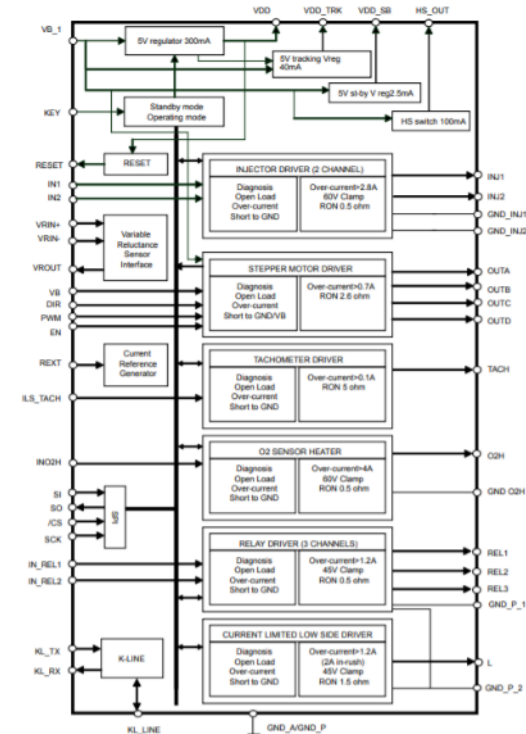 VDD
VDD_TRK
VDD_SB
HS_OUT
VB_1
5V regulator 300mA
5V tracking Vreg
40mA
5V st-by V reg2.5mA
KEY
Standby mode
Operating mode
HS switch 100mA
RESET
RESET
IN1
IN2
INJECTOR DRIVER (2 CHANNEL)
Diagnosis
Open Load
Over-current
Short to GND
Over-current>2.8A
60V Clamp
RON 0.5 ohm
INJ1
INJ2
GND_INJ1
GND_INJ2
VRIN+
VRIN-
VROUT
Variable
Reluctance
Sensor
Interface
VB
DIR
PWM
EN
STEPPER MOTOR DRIVER
Diagnosis
Open Load
Over-current
Short to GND/VB
Over-current>0.7A
RON 2.6 ohm
OUTA
OUTB
OUTC
OUTD
REXT
Current
Reference
Generator
ILS_TACH
TACHOMETER DRIVER
Diagnosis
Open Load
Over-current
Short to GND
Over-current>0.1A
RON 5 ohm
TACH
INO2H
O2 SENSOR HEATER
Diagnosis
Open Load
Over-current
Short to GND
Over-current>4A
60V Clamp
RON 0.5 ohm
O2H
GND O2H
SI
SO
/CS
SCK
SPI
IN_REL1
IN_REL2
RELAY DRIVER (3 CHANNELS)
Diagnosis
Open Load
Over-current
Short to GND
Over-current>1.2A
45V Clamp
RON 0.5 ohm
REL1
REL2
REL3
GND_P_1
KL_TX
KL_RX
K-LINE
CURRENT LIMITED LOW SIDE DRIVER
Diagnosis
Open Load
Over-current
Short to GND
Over-current>1.2A
(2A in-rush)
45V Clamp
RON 1.5 ohm
L
GND_P_2
KL_LINE
GND_A/GND_P